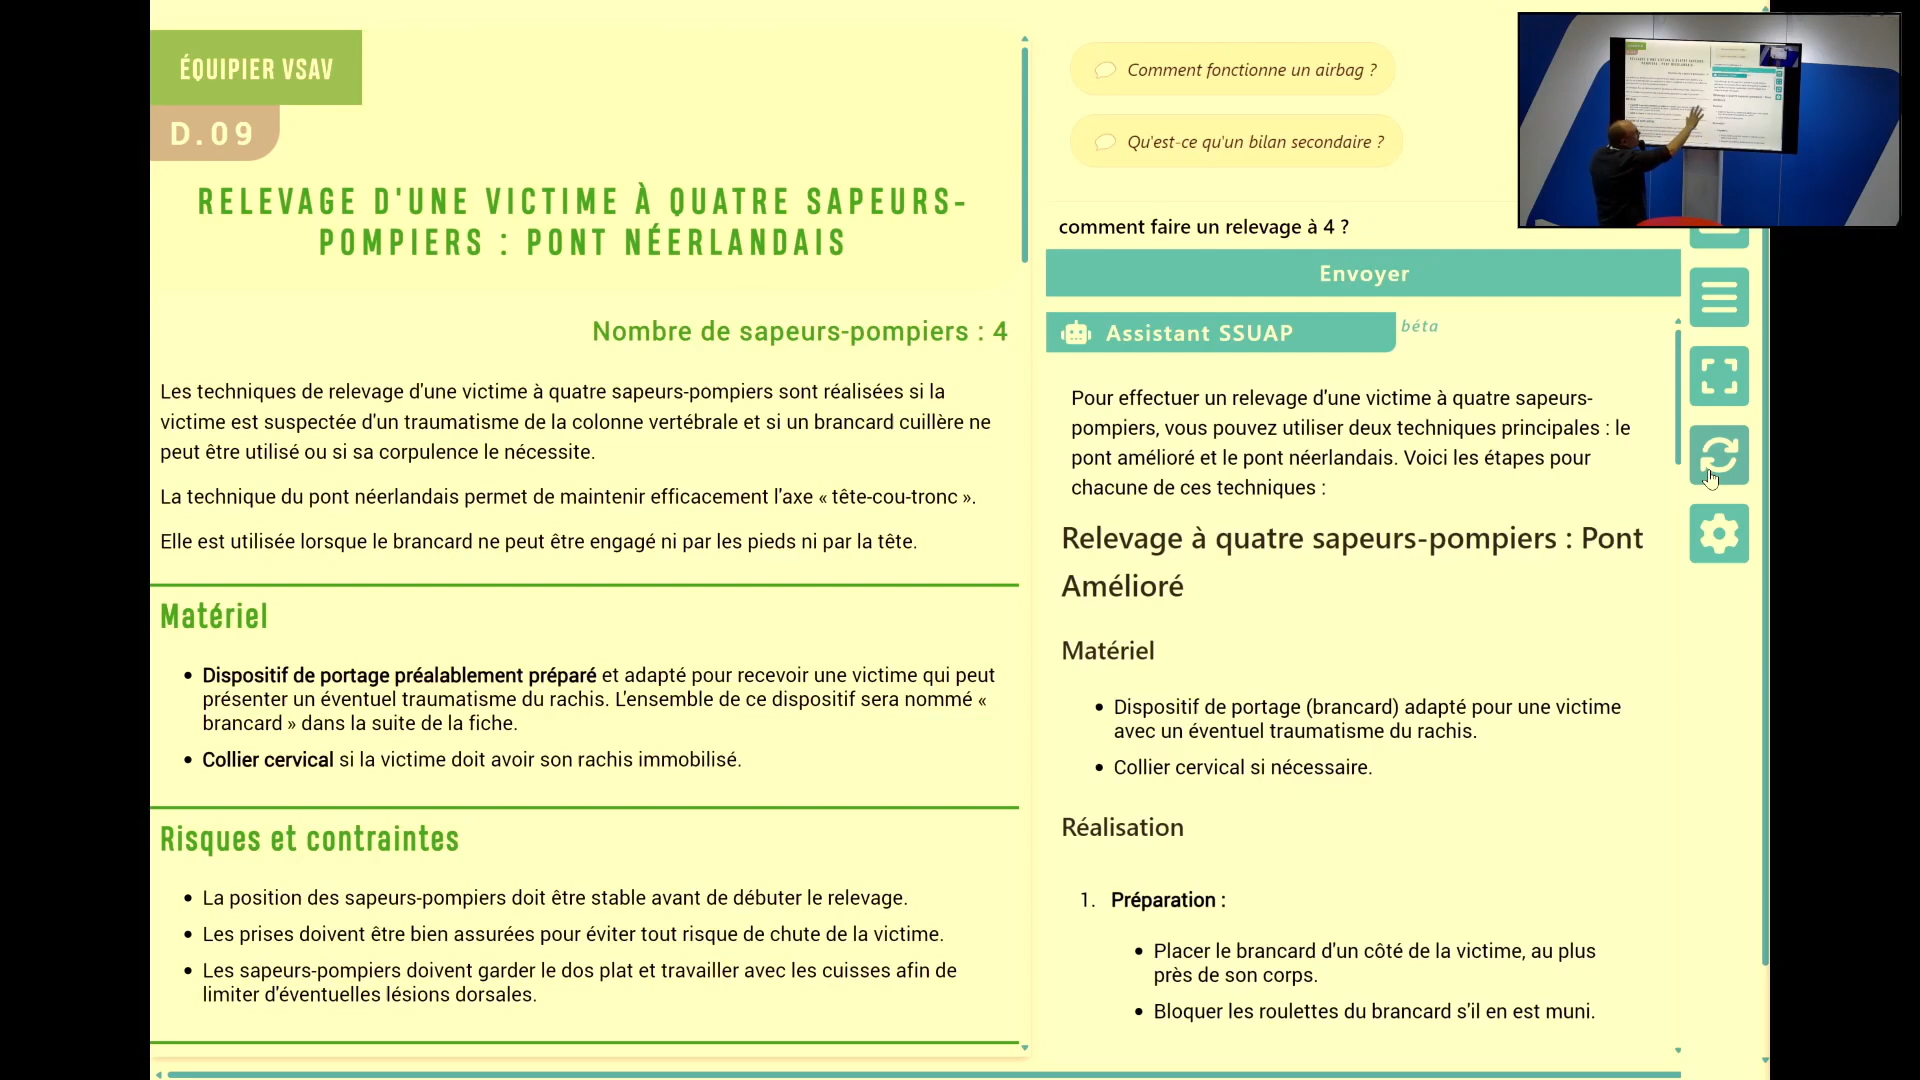 ÉQUIPIER VSAV
D.09
RELEVAGE D'UNE VICTIME À QUATRE SAPEURS-
POMPIERS : PONT NÉERLANDAIS
Nombre de sapeurs-pompiers : 4
Les techniques de relevage d'une victime à quatre sapeurs-pompiers sont réalisées si la
victime est suspectée d'un traumatisme de la colonne vertébrale et si un brancard cuillère ne
peut être utilisé ou si sa corpulence le nécessite.
La technique du pont néerlandais permet de maintenir efficacement l'axe « tête-cou-tronc ».
Elle est utilisée lorsque le brancard ne peut être engagé ni par les pieds ni par la tête.
Matériel
• Dispositif de portage préalablement préparé et adapté pour recevoir une victime qui peut
présenter un éventuel traumatisme du rachis. L'ensemble de ce dispositif sera nommé «
brancard » dans la suite de la fiche.
• Collier cervical si la victime doit avoir son rachis immobilisé.
Risques et contraintes
• La position des sapeurs-pompiers doit être stable avant de débuter le relevage.
• Les prises doivent être bien assurées pour éviter tout risque de chute de la victime.
• Les sapeurs-pompiers doivent garder le dos plat et travailler avec les cuisses afin de
limiter d'éventuelles lésions dorsales.
Comment fonctionne un airbag ?
Qu'est-ce qu'un bilan secondaire ?
comment faire un relevage à 4 ?
Envoyer
Assistant SSUAP
béta
Pour effectuer un relevage d'une victime à quatre sapeurs-
pompiers, vous pouvez utiliser deux techniques principales : le
pont amélioré et le pont néerlandais. Voici les étapes pour
chacune de ces techniques :
Relevage à quatre sapeurs-pompiers : Pont
Amélioré
Matériel
• Dispositif de portage (brancard) adapté pour une victime
avec un éventuel traumatisme du rachis.
• Collier cervical si nécessaire.
Réalisation
1. Préparation :
• Placer le brancard d'un côté de la victime, au plus
près de son corps.
• Bloquer les roulettes du brancard s'il en est muni.